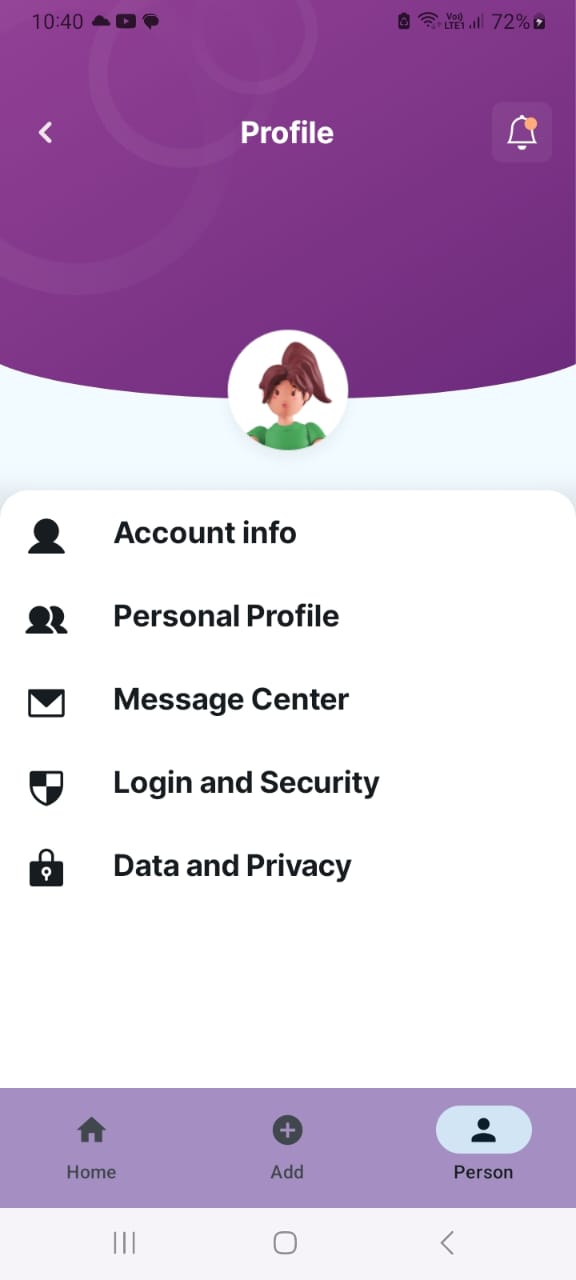 10:40
Vo)) LTE1 72%
Profile
Account info
Personal Profile
Message Center
Login and Security
Data and Privacy
Home Add Person